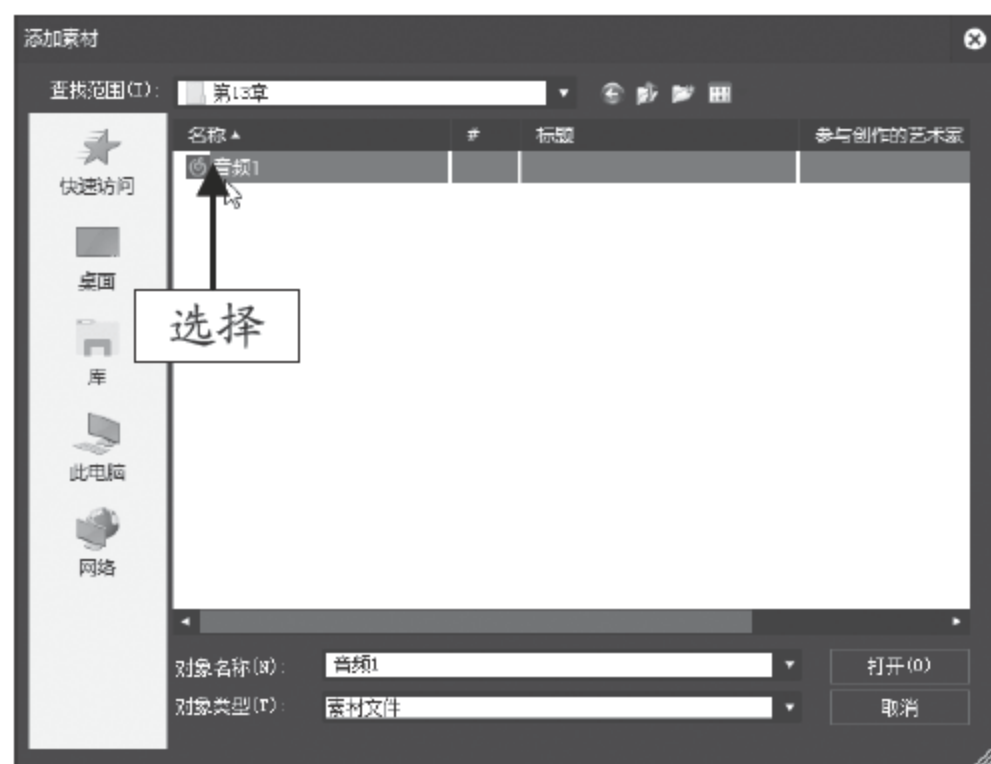 添加素材
查找范围(I): 第13章
名称 # 标题 参与创作的艺术家
音频1
快速访问
桌面
选择
库
此电脑
网络
对象名称(N): 音频1 打开(O)
对象类型(T): 素材文件 取消